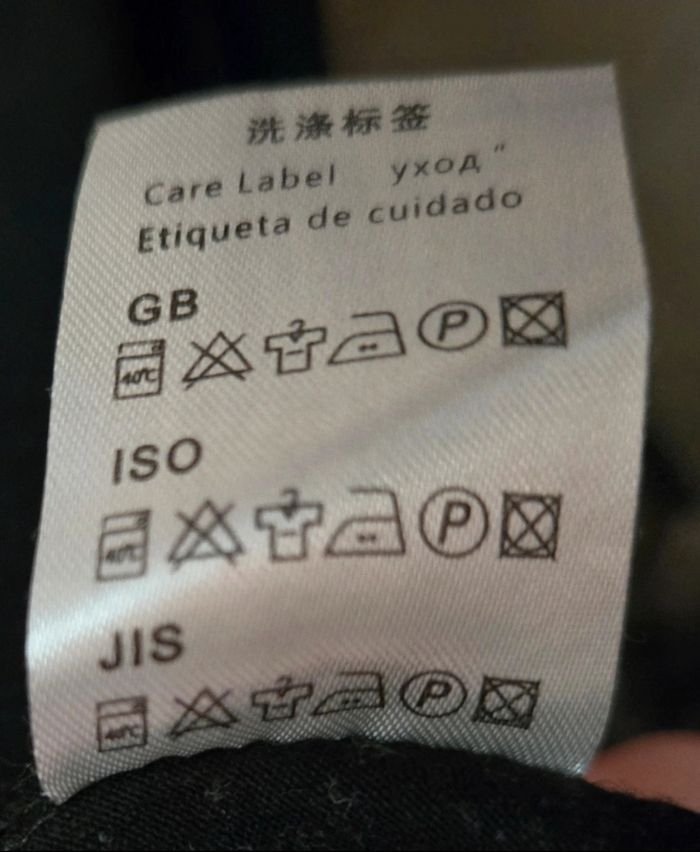 洗涤标签
Care Label уход "
Etiqueta de cuidado
GB
40℃ P
ISO
40℃ P
JIS
40℃ P